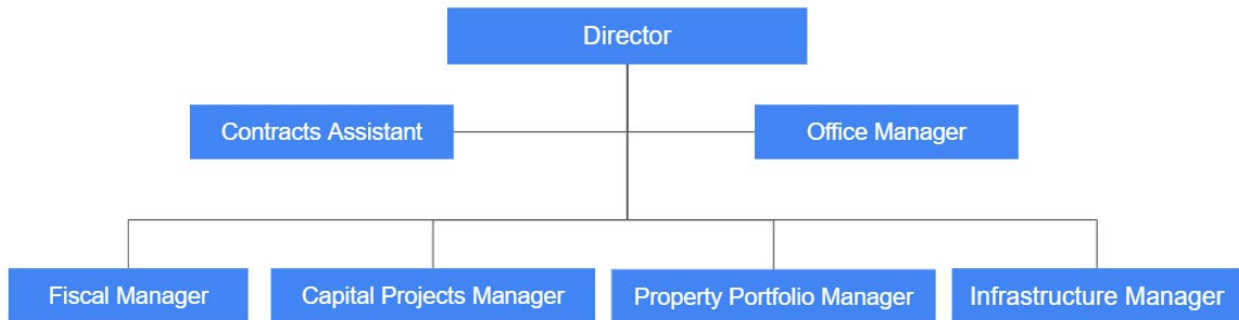 Director
Contracts Assistant
Office Manager
Fiscal Manager
Capital Projects Manager
Property Portfolio Manager
Infrastructure Manager